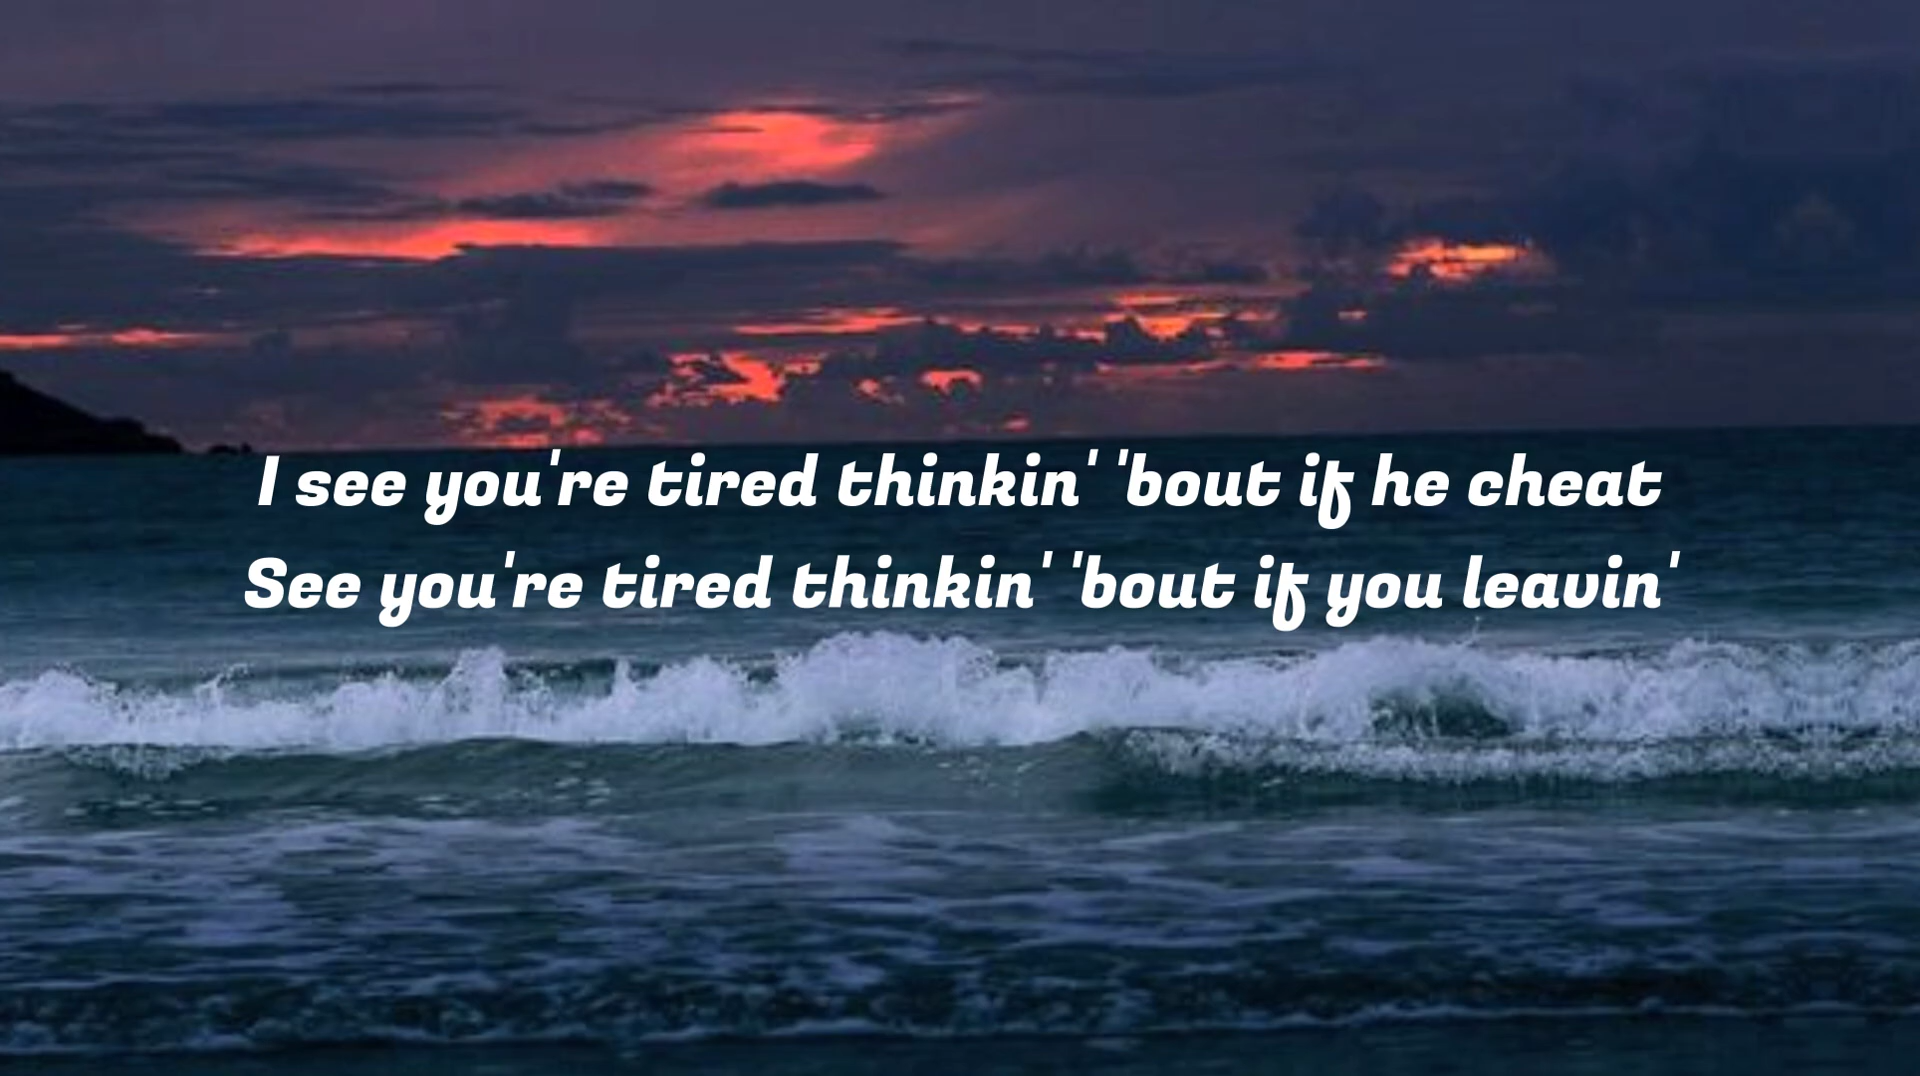 I see you're tired thinkin' 'bout if he cheat
See you're tired thinkin' 'bout if you leavin'